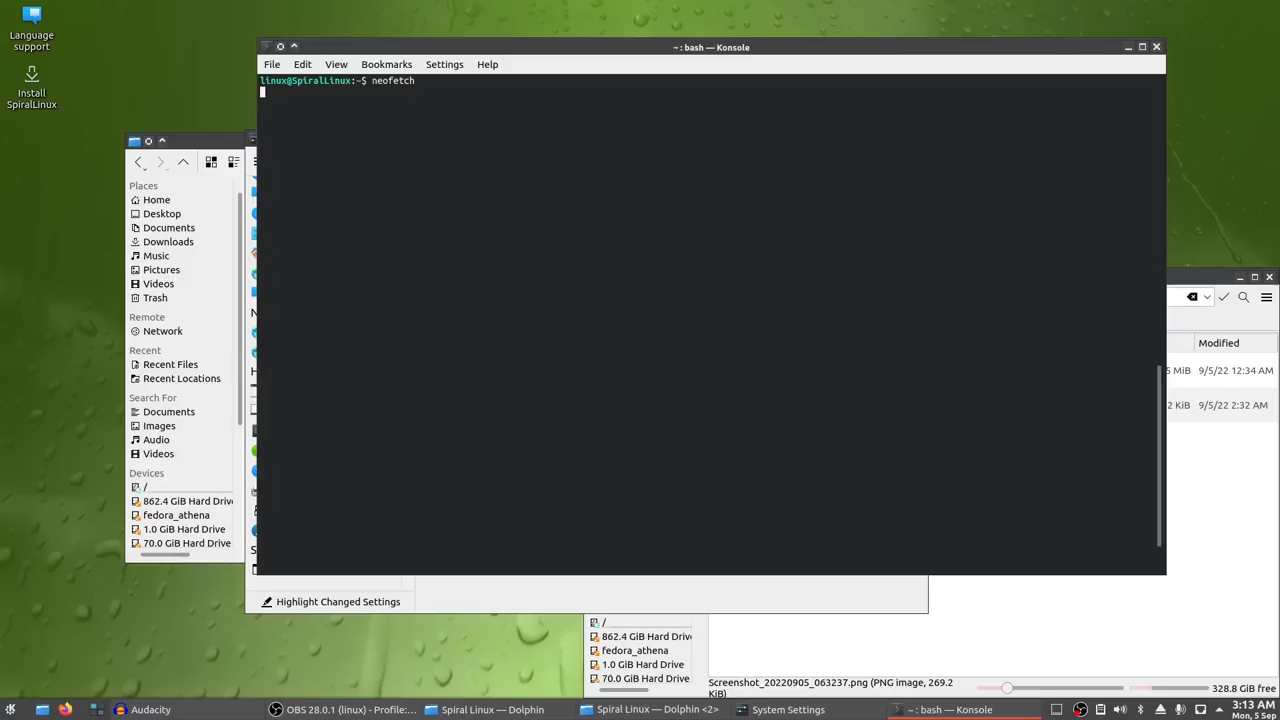 Language
support
Install
SpiralLinux
~ : bash — Konsole
File Edit View Bookmarks Settings Help
linux@SpiralLinux:~$ neofetch
Places
Home
Desktop
Documents
Downloads
Music
Pictures
Videos
Trash
Remote
Network
Recent
Recent Files
Recent Locations
Search For
Documents
Images
Audio
Videos
Devices
/
862.4 GiB Hard Drive
fedora_athena
1.0 GiB Hard Drive
70.0 GiB Hard Drive
Highlight Changed Settings
Modified
MiB 9/5/22 12:34 AM
2 KiB 9/5/22 2:32 AM
/
862.4 GiB Hard Drive
fedora_athena
1.0 GiB Hard Drive
70.0 GiB Hard Drive
Screenshot_20220905_063237.png (PNG image, 269.2
KiB)
328.8 GiB free
Audacity
OBS 28.0.1 (linux) - Profile:...
Spiral Linux — Dolphin
Spiral Linux — Dolphin <2>
System Settings
~ : bash — Konsole
3:13 AM
Mon, 5 Sep